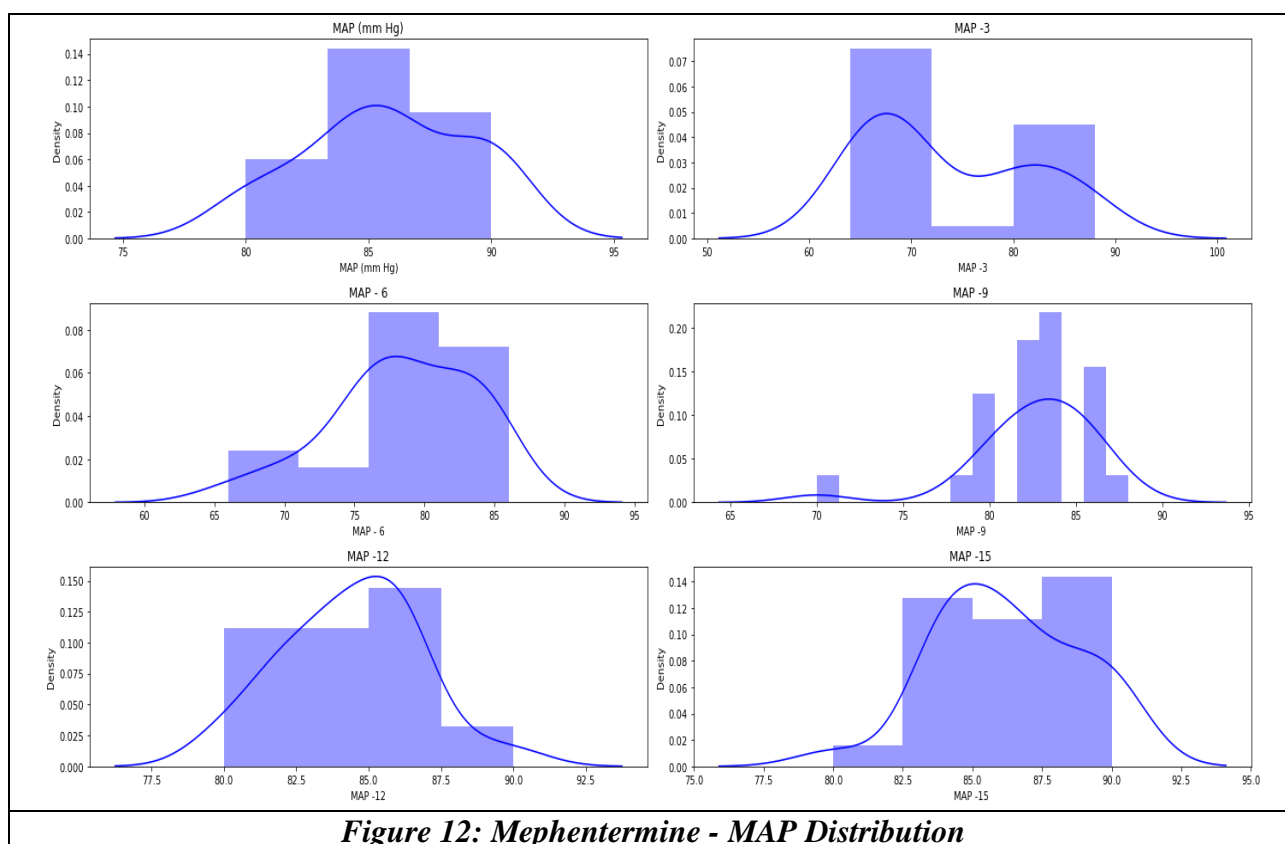 MAP (mm Hg)
0.14
0.12
0.10
0.08
0.06
0.04
0.02
0.00
Density
75 80 85 90 95
MAP (mm Hg)
MAP -3
0.07
0.06
0.05
0.04
0.03
0.02
0.01
0.00
Density
50 60 70 80 90 100
MAP -3
MAP - 6
0.08
0.06
0.04
0.02
0.00
Density
60 65 70 75 80 85 90 95
MAP - 6
MAP -9
0.20
0.15
0.10
0.05
0.00
Density
65 70 75 80 85 90 95
MAP -9
MAP -12
0.150
0.125
0.100
0.075
0.050
0.025
0.000
Density
77.5 80.0 82.5 85.0 87.5 90.0 92.5
MAP -12
MAP -15
0.14
0.12
0.10
0.08
0.06
0.04
0.02
0.00
Density
75.0 77.5 80.0 82.5 85.0 87.5 90.0 92.5 95.0
MAP -15
Figure 12: Mephentermine - MAP Distribution